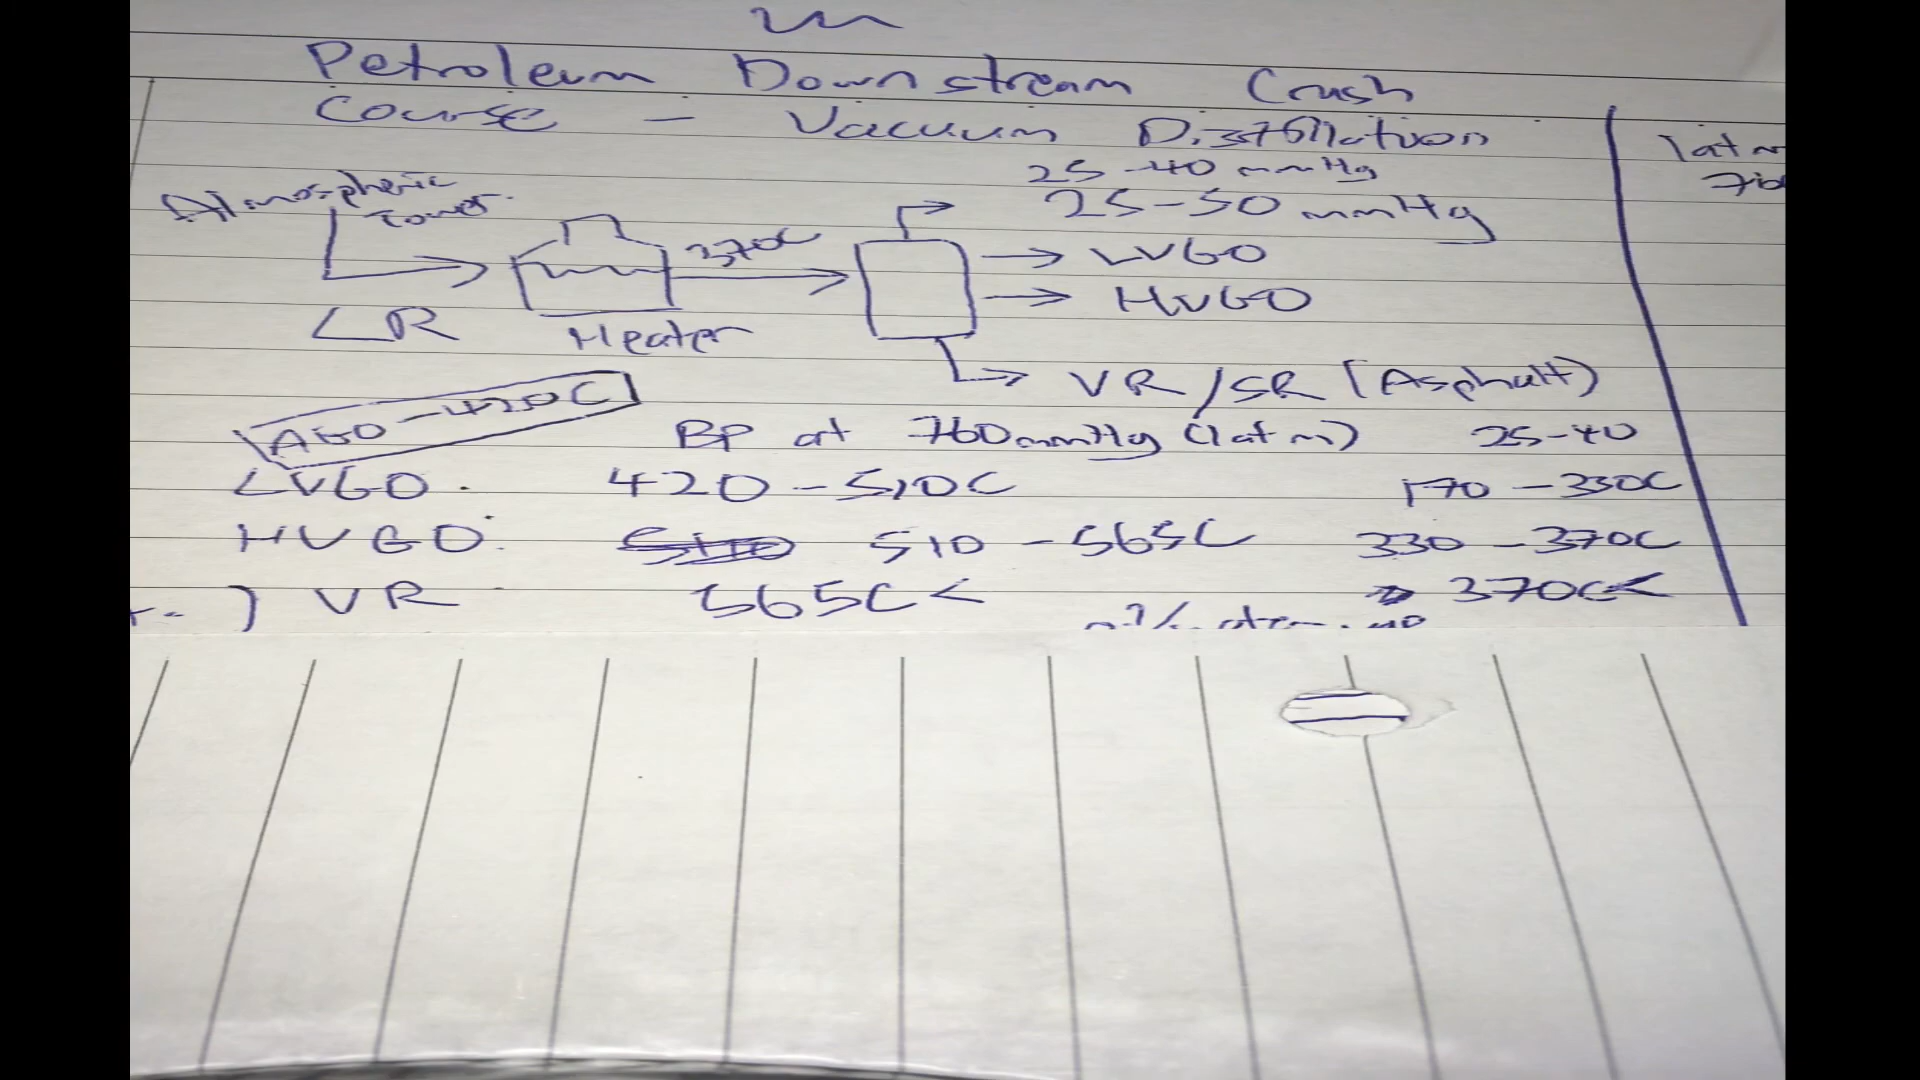 Petroleum Downstream Crash
Course - Vacuum Distillation
1atm
760
25-40 mmHg
Atmospheric
Tower.
25-50 mmHg
370C
LVGO
HVGO
LR
Heater
VR/SR (Asphalt)
AGO-420C
BP at 760mmHg (1atm) 25-40
LVGO. 420-510C 170-330C
HVGO. 510-565C 330-370C
VR 565C< 370C<